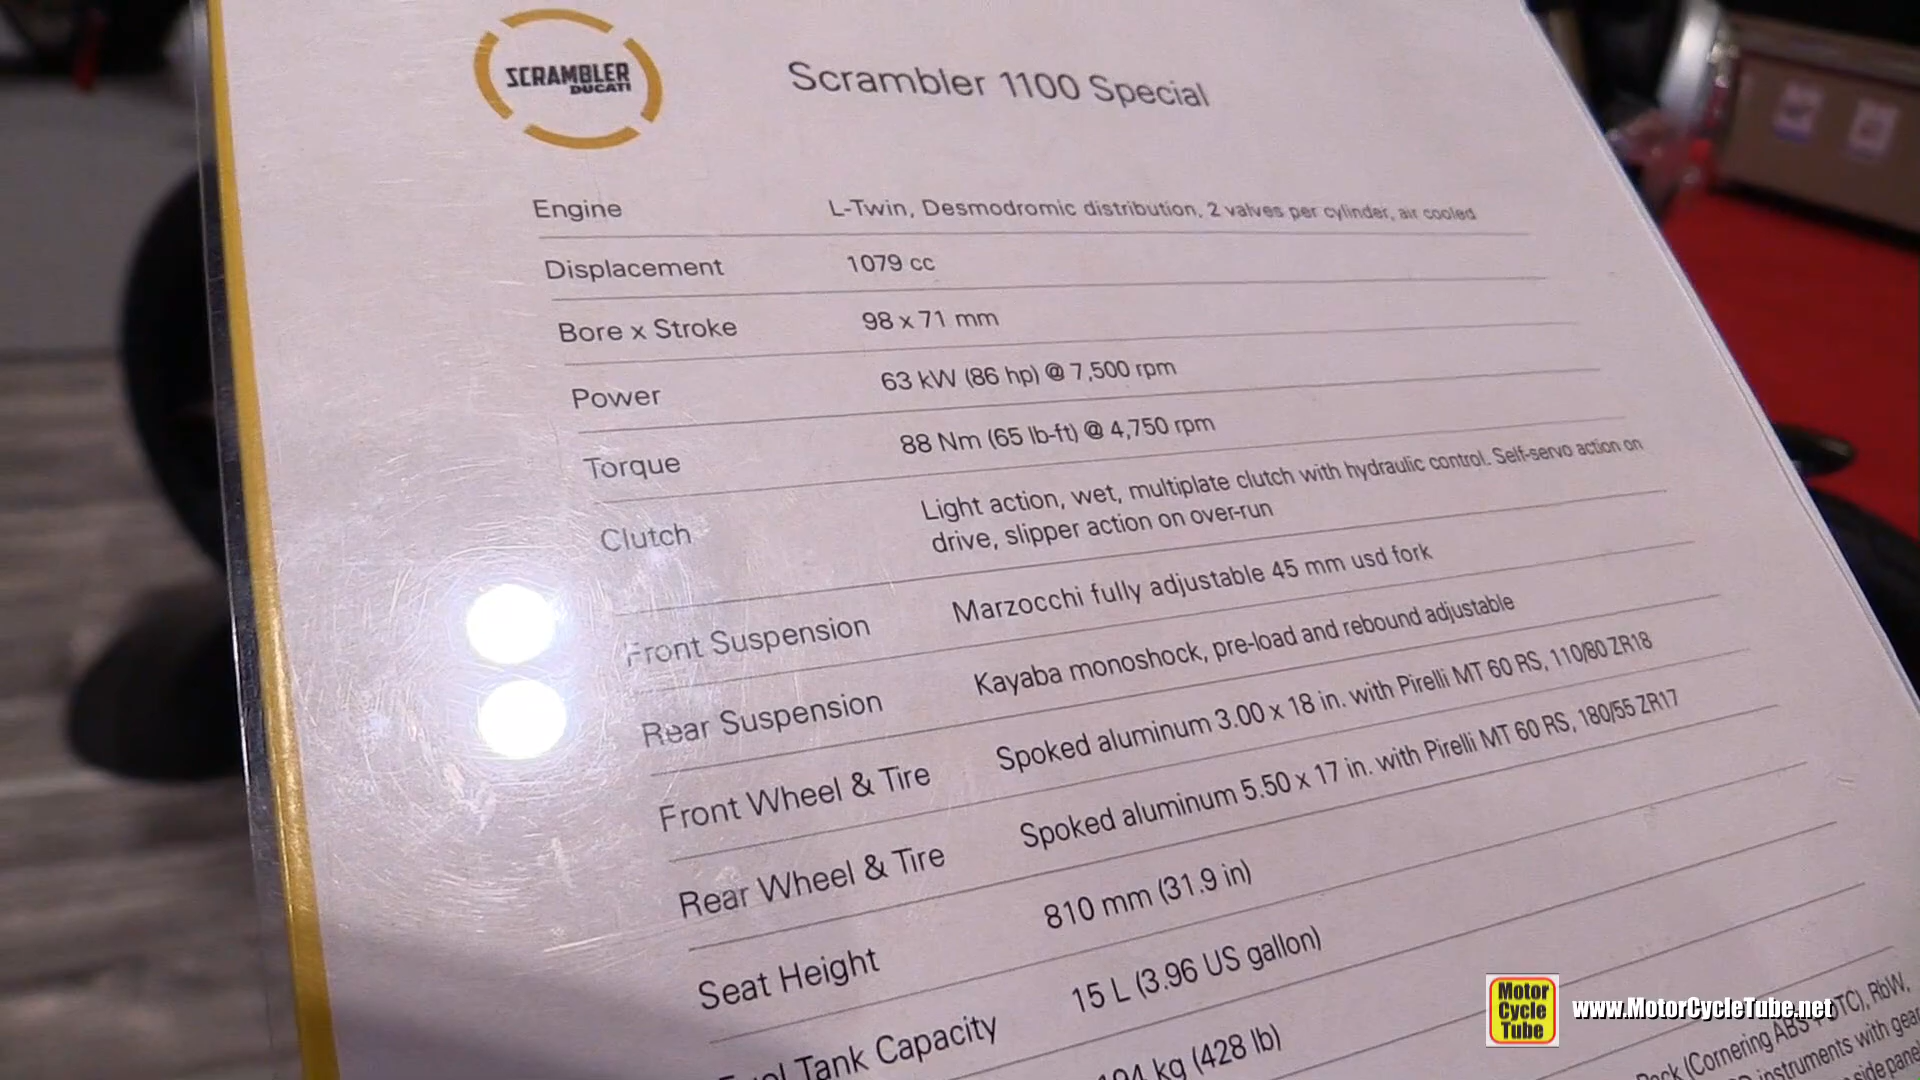 SCRAMBLER
DUCATI
Scrambler 1100 Special
Engine L-Twin, Desmodromic distribution, 2 valves per cylinder, air cooled
Displacement 1079 cc
Bore x Stroke 98 x 71 mm
Power 63 kW (86 hp) @ 7,500 rpm
Torque 88 Nm (65 lb-ft) @ 4,750 rpm
Clutch Light action, wet, multiplate clutch with hydraulic control. Self-servo action on
drive, slipper action on over-run
Front Suspension Marzocchi fully adjustable 45 mm usd fork
Rear Suspension Kayaba monoshock, pre-load and rebound adjustable
Front Wheel & Tire Spoked aluminum 3.00 x 18 in. with Pirelli MT 60 RS, 110/80 ZR18
Rear Wheel & Tire Spoked aluminum 5.50 x 17 in. with Pirelli MT 60 RS, 180/55 ZR17
Seat Height 810 mm (31.9 in)
Tank Capacity 15 L (3.96 US gallon)
kg (428 lb)
(Cornering ABS DTC), RbW,
instruments with gear
side pane
Motor
Cycle
Tube
www.MotorCycleTube.net